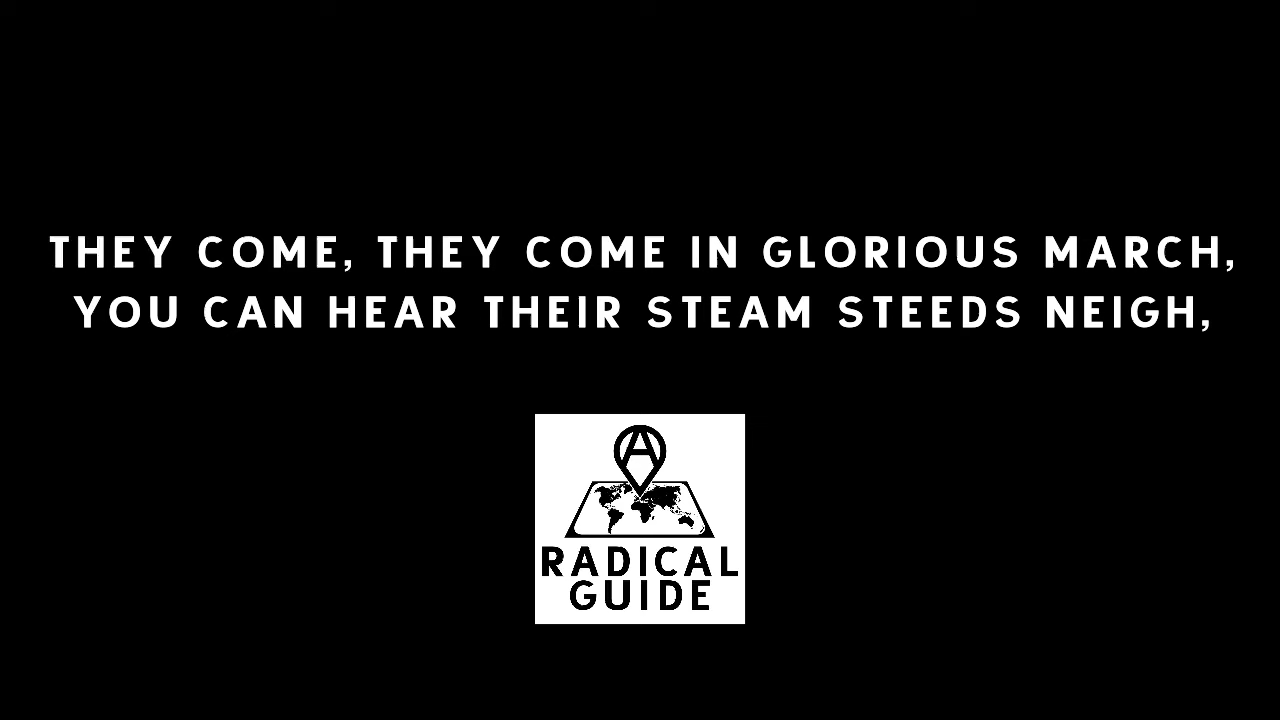 THEY COME, THEY COME IN GLORIOUS MARCH,
YOU CAN HEAR THEIR STEAM STEEDS NEIGH,
A
RADICAL
GUIDE